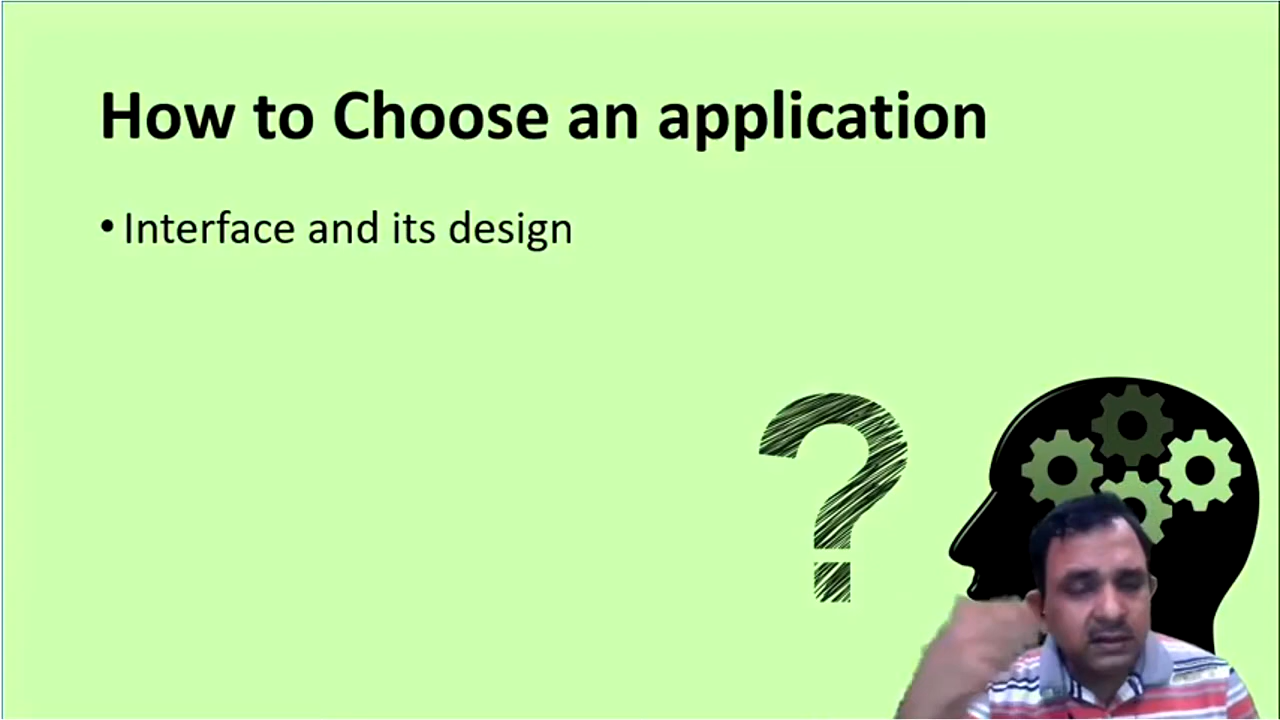 How to Choose an application
• Interface and its design